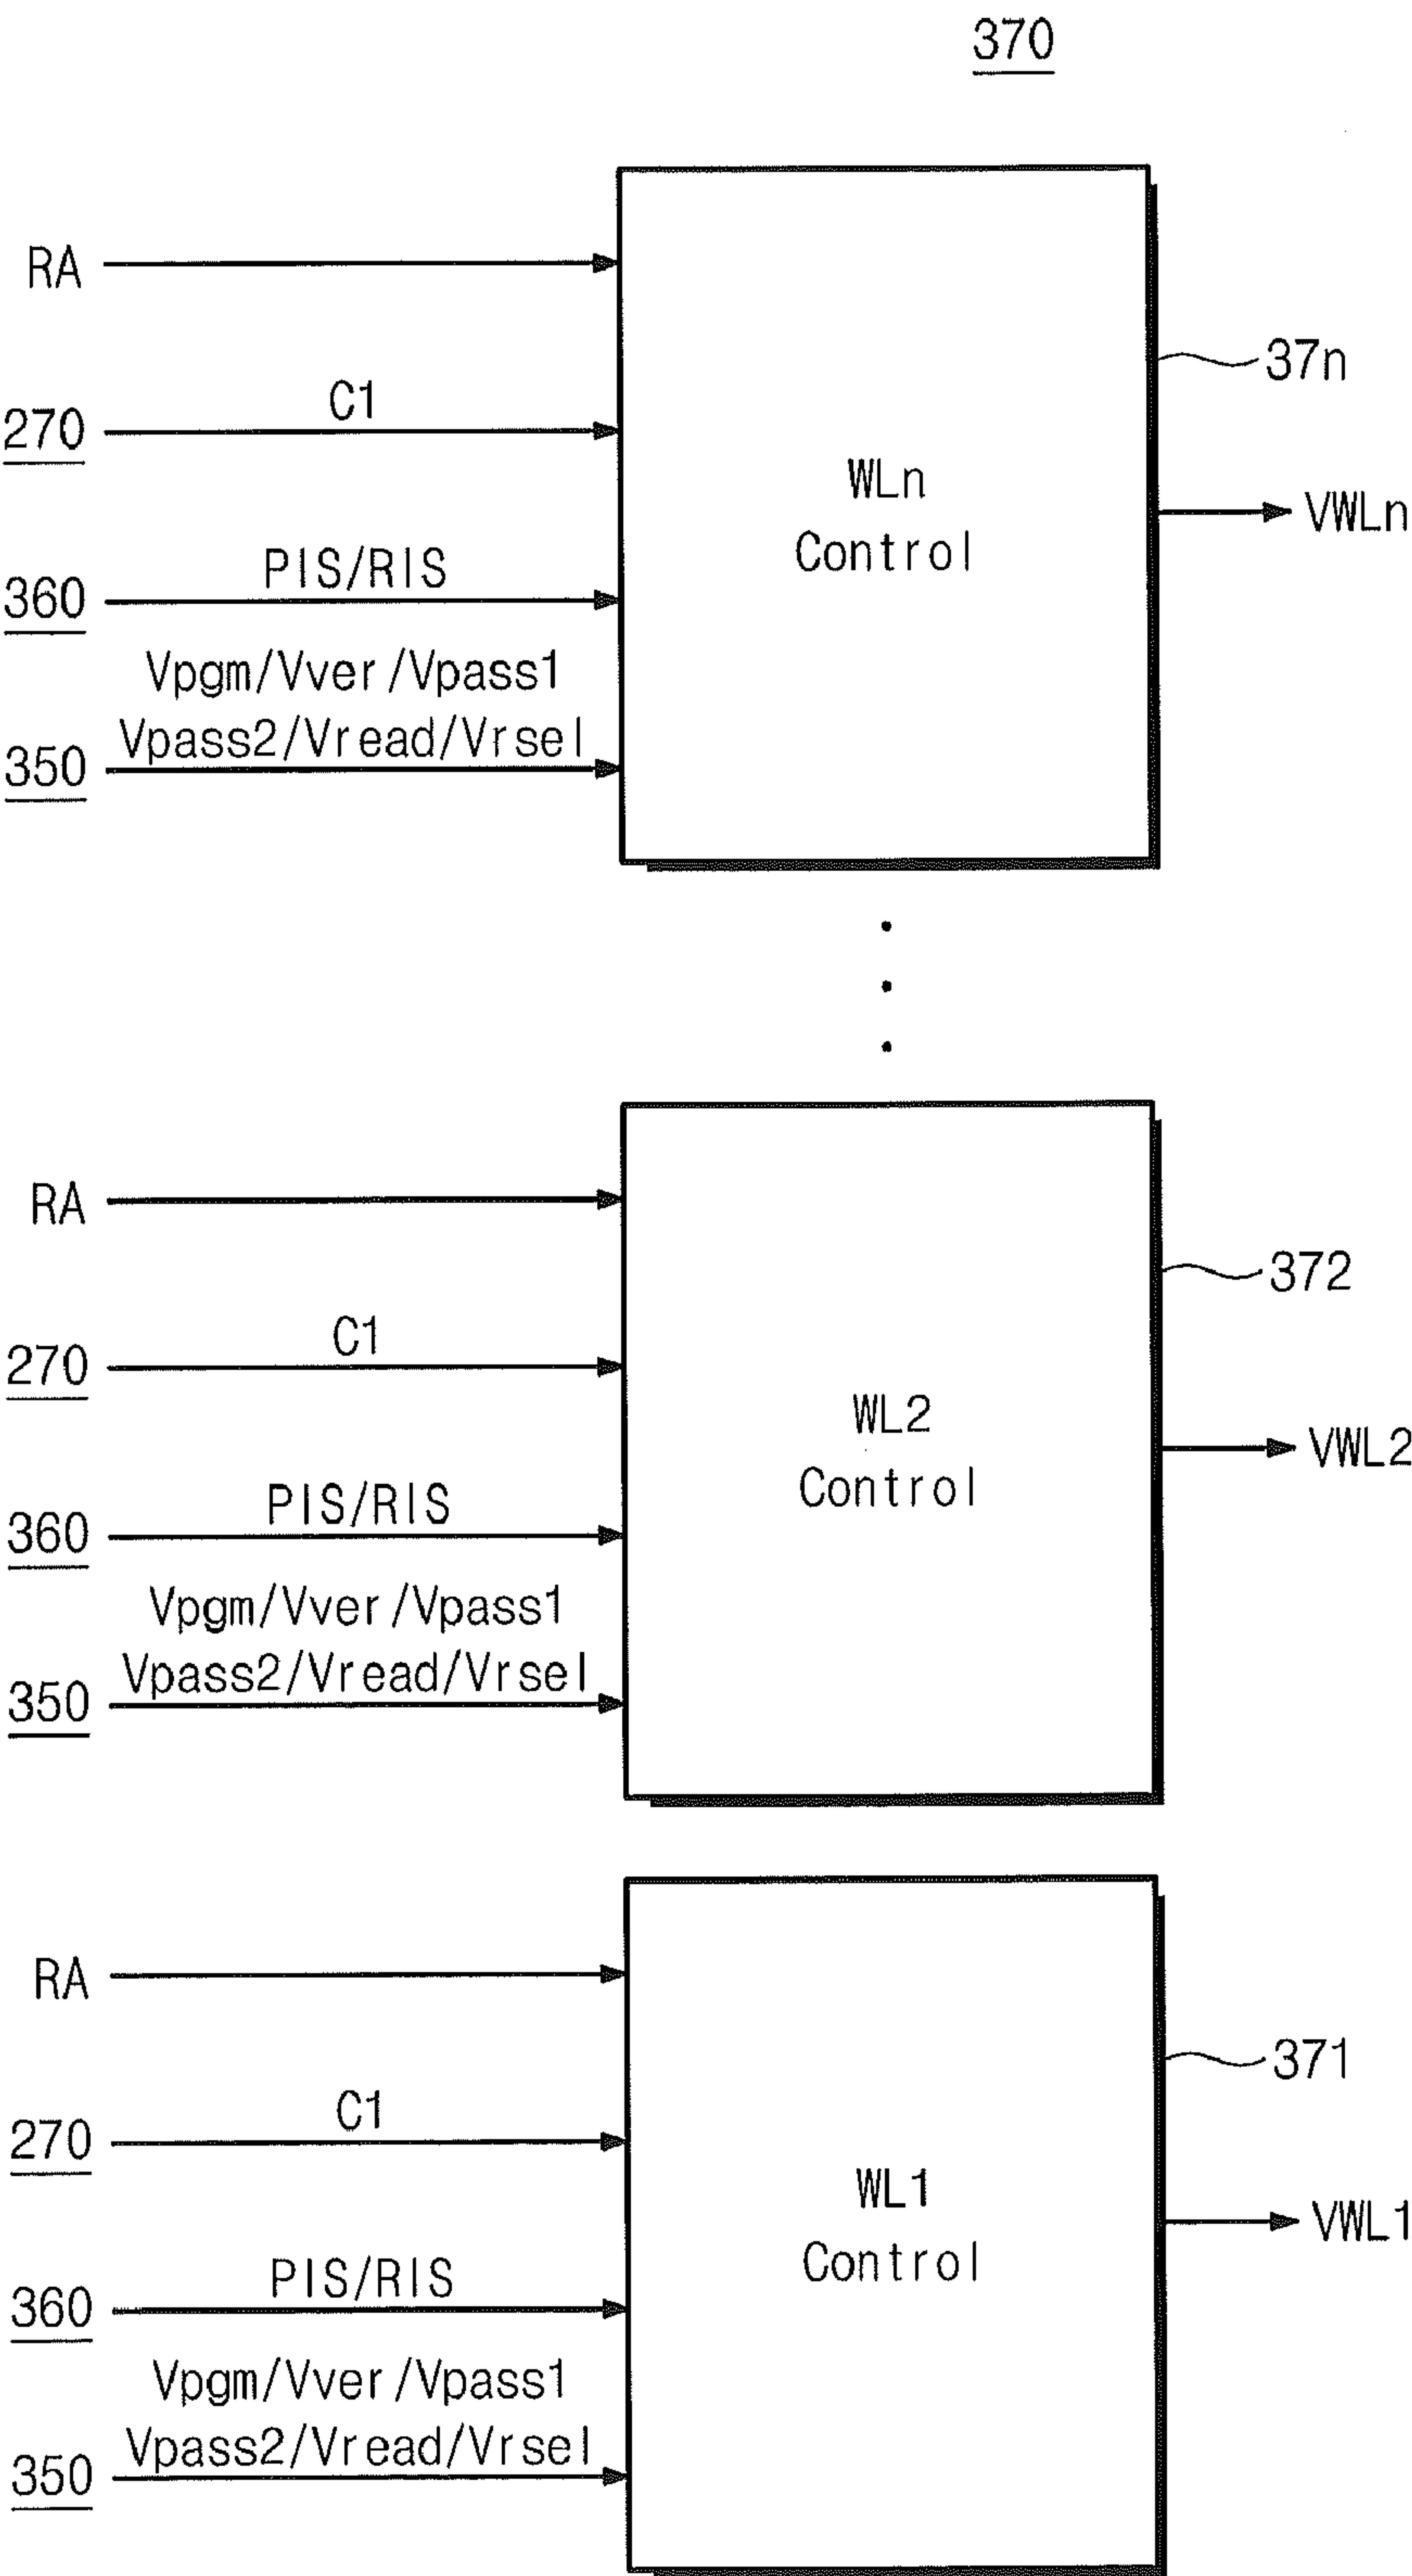 370
RA
37n
270 C1
WLn
Control
VWLn
360 PIS/RIS
Vpgm/Vver/Vpass1
Vpass2/Vread/Vrsel
350
RA
372
270 C1
WL2
Control
VWL2
360 PIS/RIS
Vpgm/Vver/Vpass1
Vpass2/Vread/Vrsel
350
RA
371
270 C1
WL1
Control
VWL1
360 PIS/RIS
Vpgm/Vver/Vpass1
Vpass2/Vread/Vrsel
350